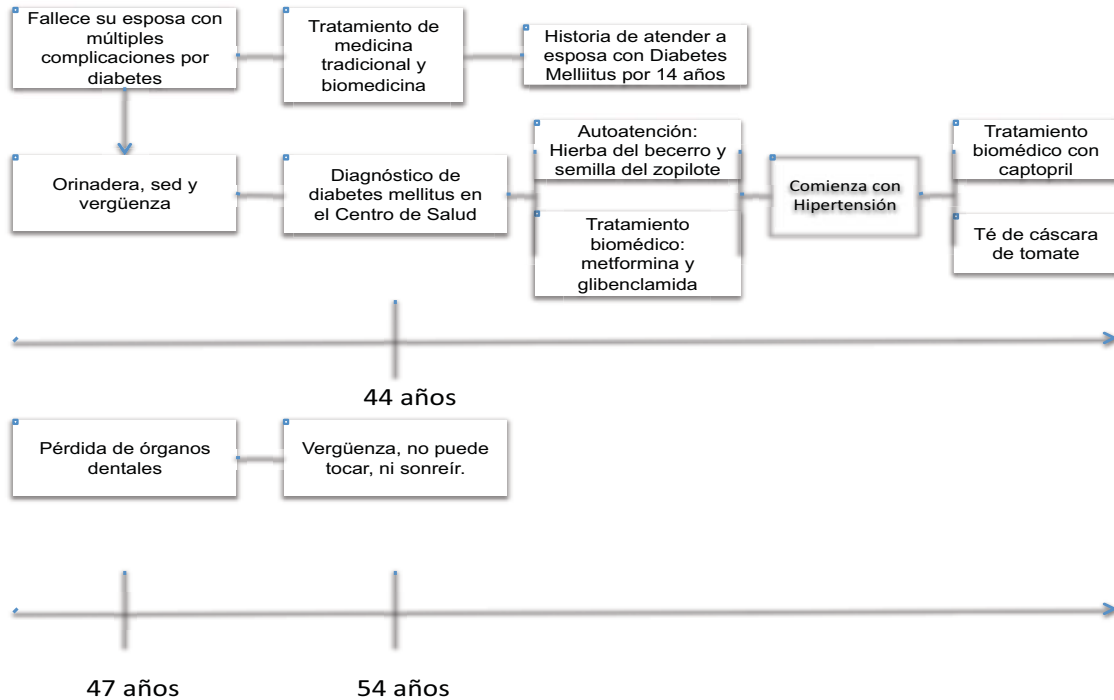 Fallece su esposa con
múltiples
complicaciones por
diabetes
Tratamiento de
medicina
tradicional y
biomedicina
Historia de atender a
esposa con Diabetes
Melliitus por 14 años
Orinadera, sed y
vergüenza
Diagnóstico de
diabetes mellitus en
el Centro de Salud
Autoatención:
Hierba del becerro y
semilla del zopilote
Tratamiento
biomédico:
metformina y
glibenclamida
Comienza con
Hipertensión
Tratamiento
biomédico con
captopril
Té de cáscara
de tomate
44 años
Pérdida de órganos
dentales
Vergüenza, no puede
tocar, ni sonreír.
47 años
54 años